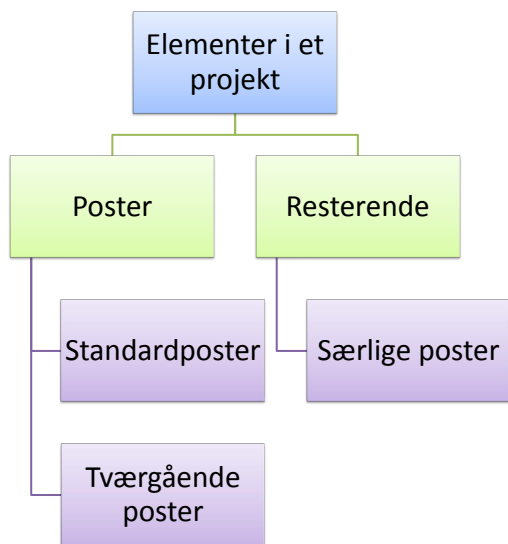 Elementer i et
projekt
Poster
Resterende
Standardposter
Særlige poster
Tværgående
poster